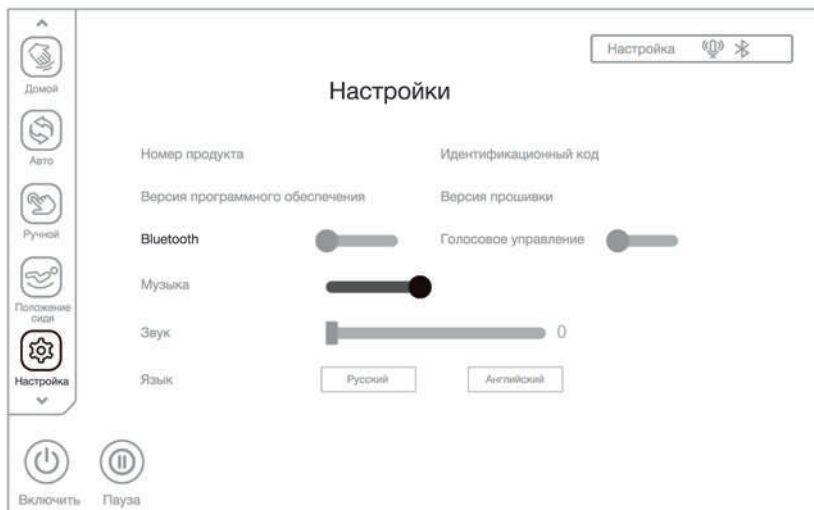 Настройка
Домой
Настройки
Авто
Номер продукта
Идентификационный код
Версия программного обеспечения
Версия прошивки
Ручной
Bluetooth
Голосовое управление
Музыка
Положение
сидя
Звук
0
Настройка
Язык
Русский
Английский
Включить
Пауза